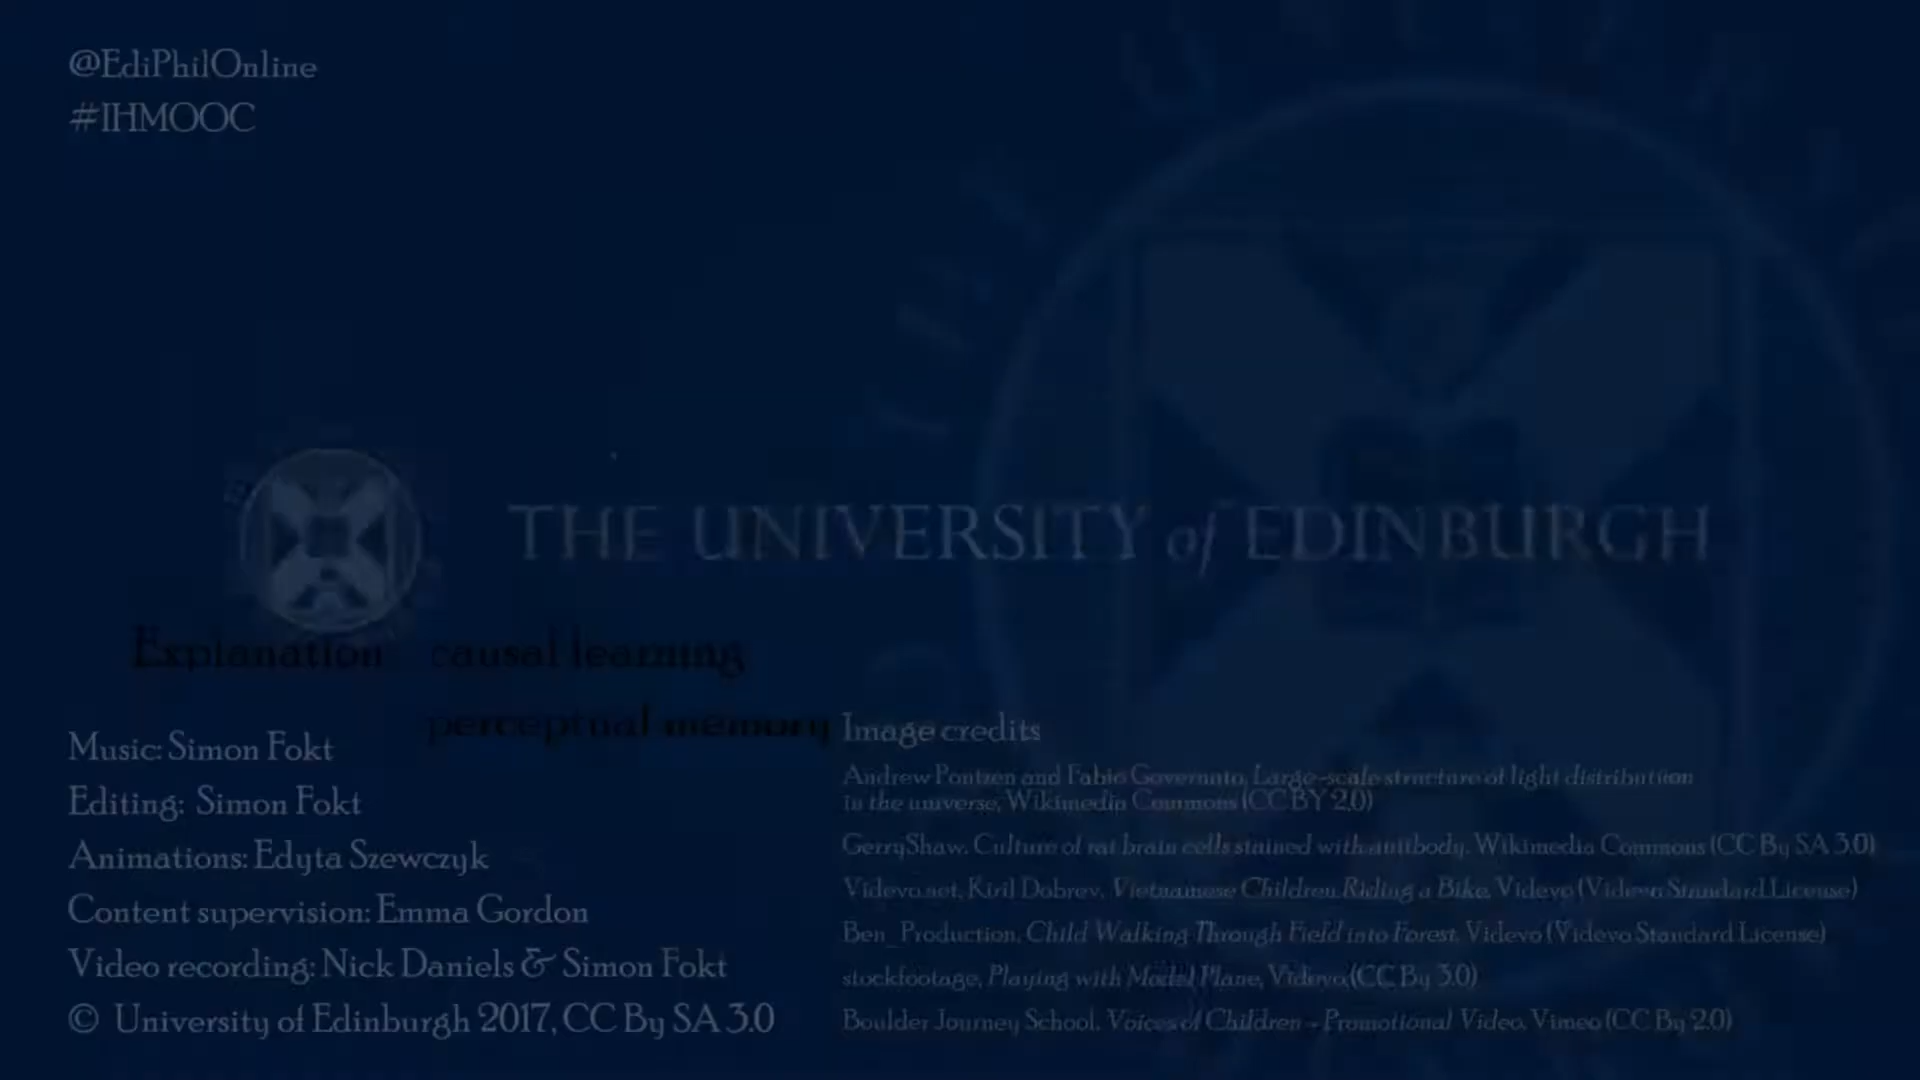 @EdiPhilOnline
#IHMOOC
THE UNIVERSITY of EDINBURGH
Explanation causal learning
perceptual memory
Music: Simon Fokt
Editing: Simon Fokt
Animations: Edyta Szewczyk
Content supervision: Emma Gordon
Video recording: Nick Daniels & Simon Fokt
© University of Edinburgh 2017, CC By SA 3.0
Image credits
Andrew Pontzen and Fabio Governato, Large-scale structure of light distribution
in the universe, Wikimedia Commons (CC BY 2.0)
GerryShaw, Culture of rat brain cells stained with antibody, Wikimedia Commons (CC By SA 3.0)
Videvo.net, Kiril Dobrev, Vietnamese Children Riding a Bike, Videvo (Videvo Standard License)
Ben_Production, Child Walking Through Field into Forest, Videvo (Videvo Standard License)
stockfootage, Playing with Model Plane, Videvo,(CC By 3.0)
Boulder Journey School, Voices of Children - Promotional Video, Vimeo (CC By 2.0)